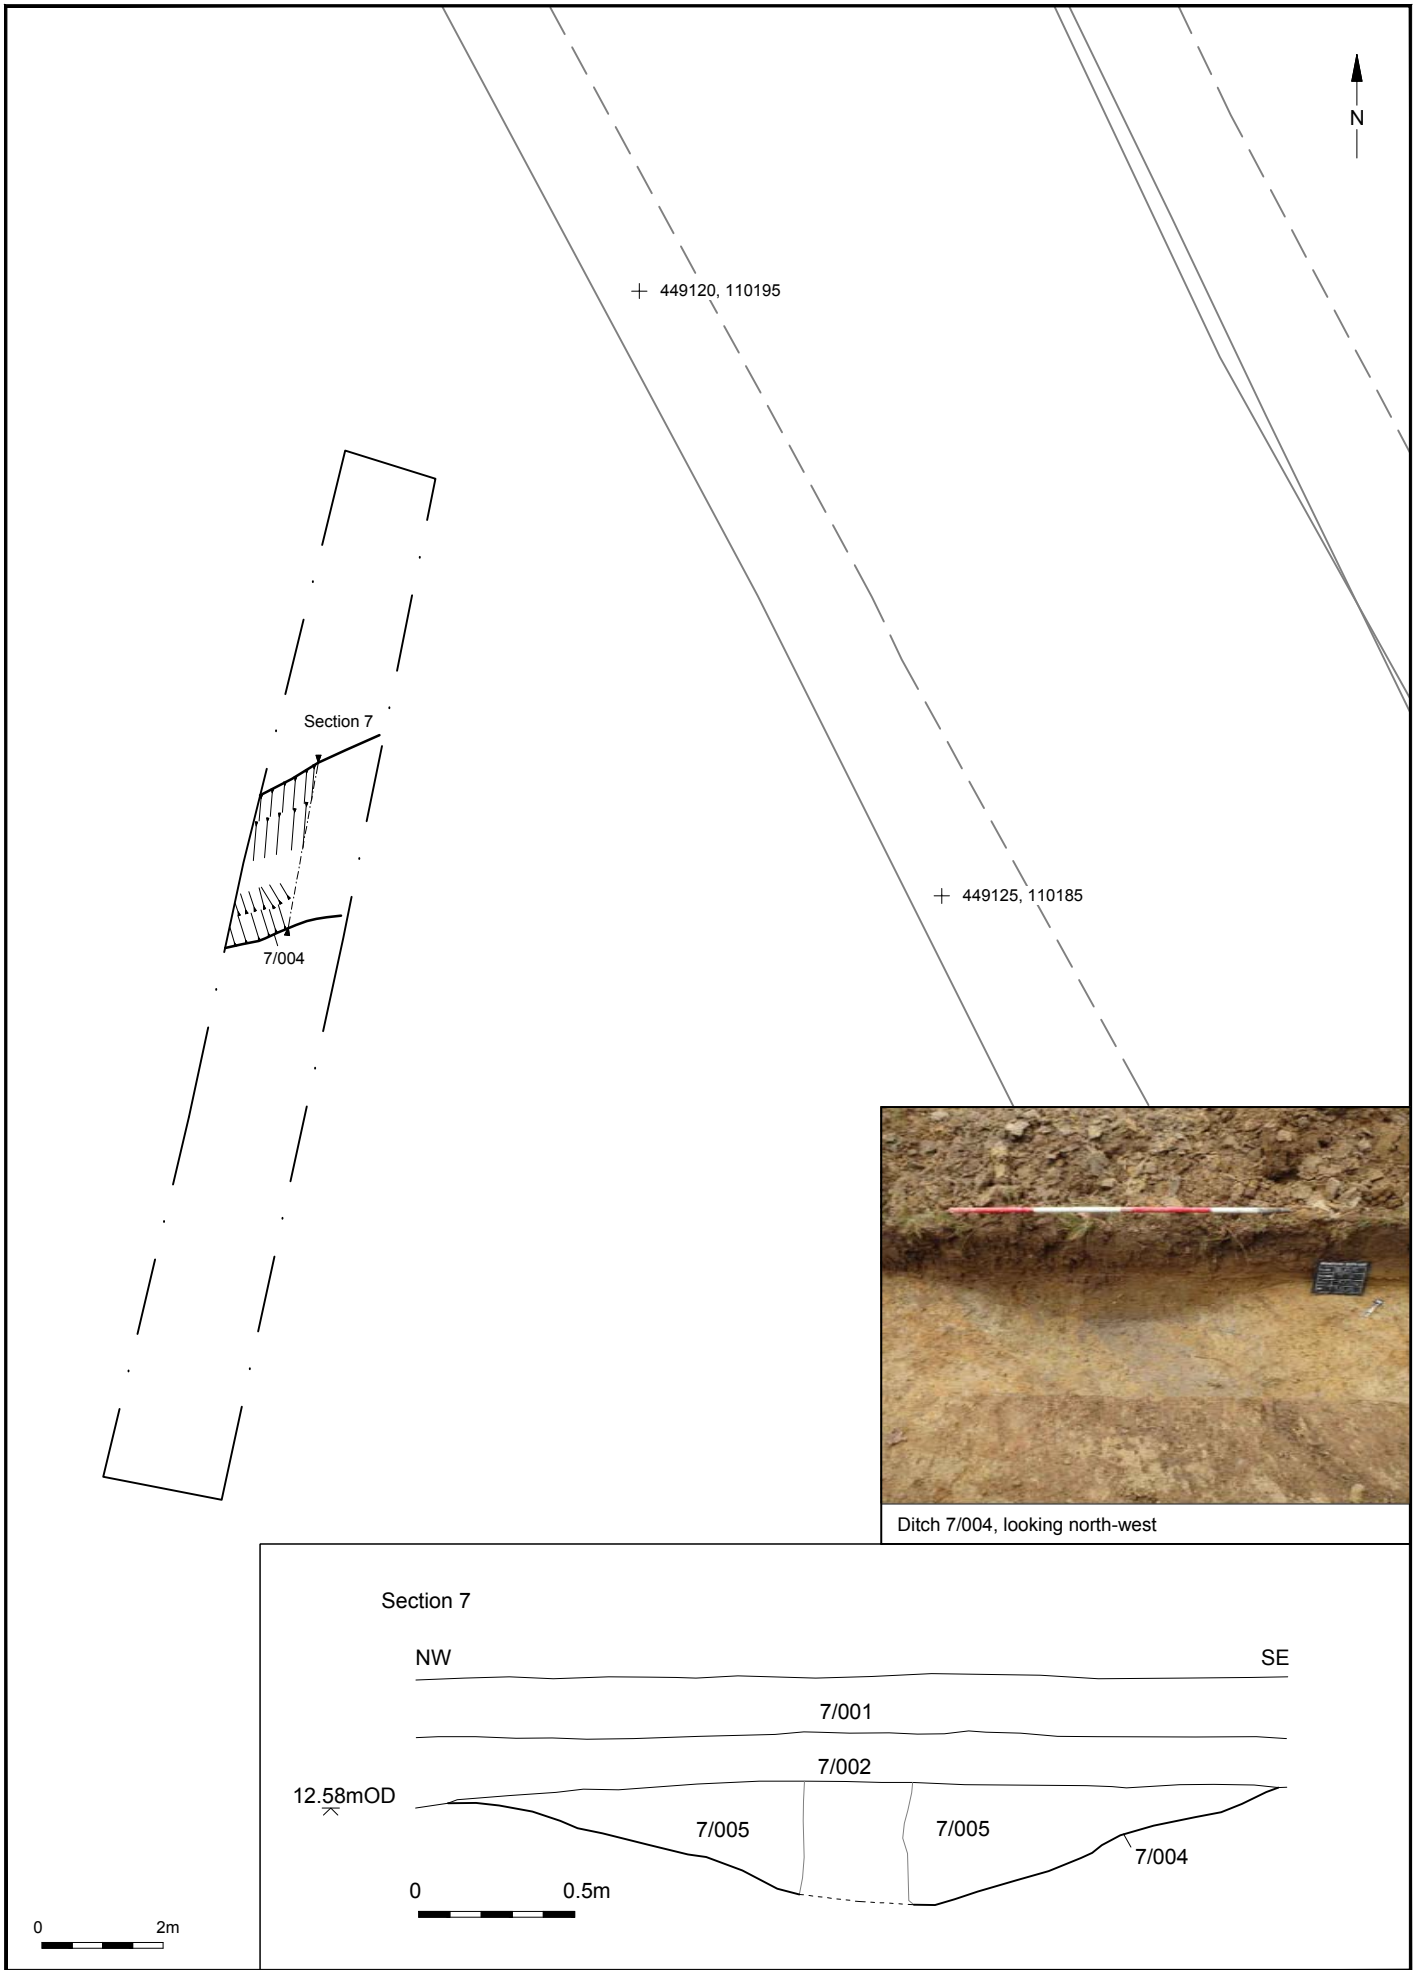 N
449120, 110195
Section 7
449125, 110185
7/004
Ditch 7/004, looking north-west
Section 7
NW
SE
7/001
7/002
12.58mOD
7/005
7/005
7/004
0
0.5m
0
2m